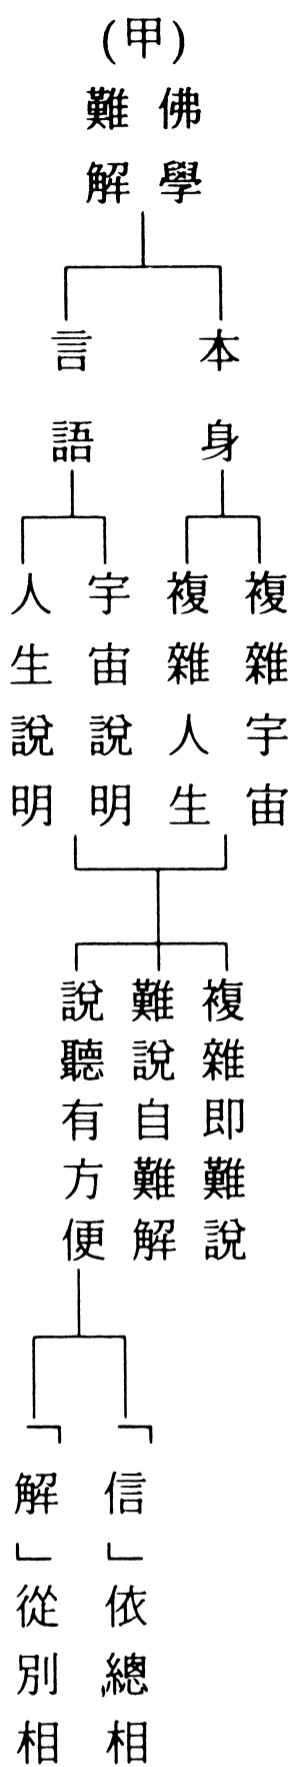 (甲)
佛學
難解
本身
言語
複雜宇宙
複雜人生
宇宙說明
人生說明
複雜即難說
難說自難解
說聽有方便
「信」依總相
「解」從別相